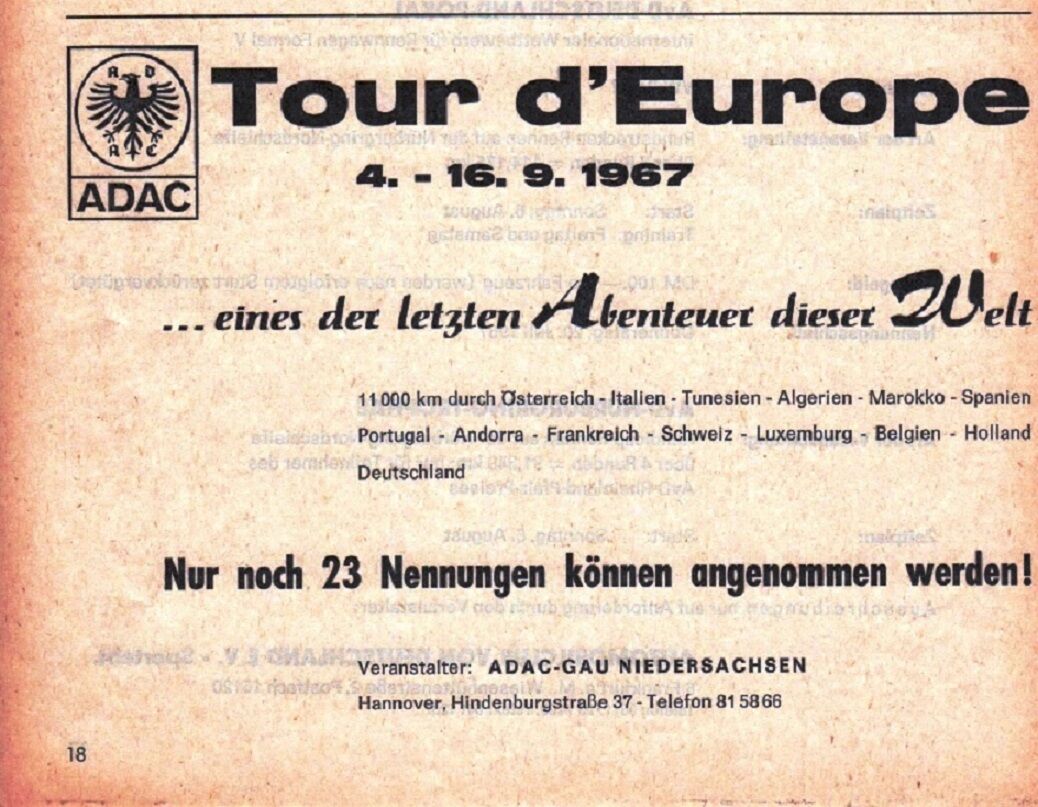 A D
A C
ADAC
Tour d'Europe
4. - 16. 9. 1967
... eines der letzten Abenteuer dieser Welt
11 000 km durch Österreich - Italien - Tunesien - Algerien - Marokko - Spanien
Portugal - Andorra - Frankreich - Schweiz - Luxemburg - Belgien - Holland
Deutschland
Nur noch 23 Nennungen können angenommen werden!
Veranstalter: ADAC-GAU NIEDERSACHSEN
Hannover, Hindenburgstraße 37 - Telefon 81 58 66
18